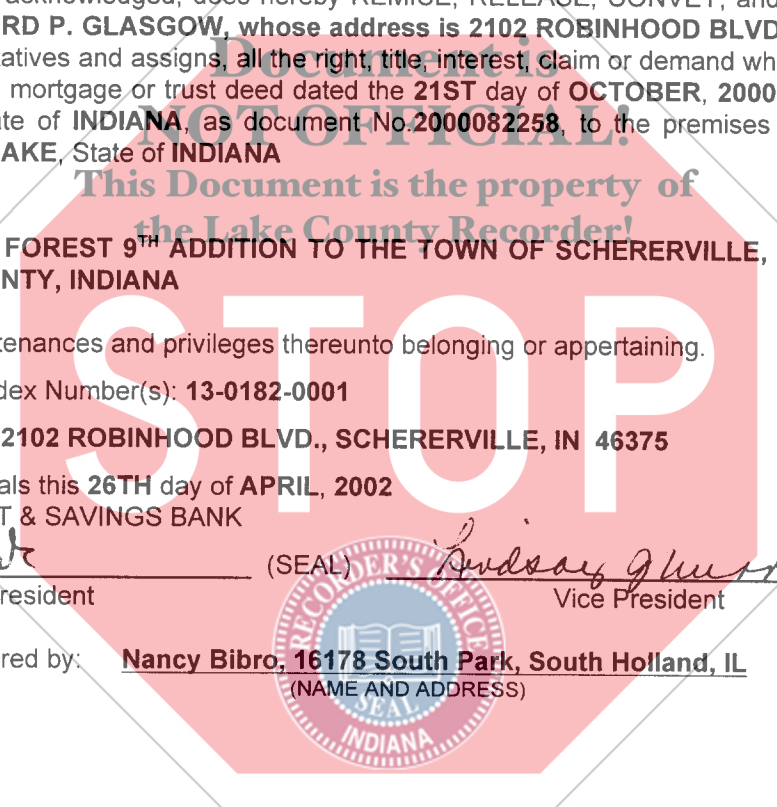 acknowledged, does hereby REMISE, RELEASE, CONVEY, and
RD P. GLASGOW, whose address is 2102 ROBINHOOD BLVD
tatives and assigns, all the right, title, interest, claim or demand wh
Document is
mortgage or trust deed dated the 21ST day of OCTOBER, 2000
NOT OFFICIAL!
te of INDIANA, as document No.2000082258, to the premises
AKE, State of INDIANA
This Document is the property of
the Lake County Recorder!
FOREST 9TH ADDITION TO THE TOWN OF SCHERERVILLE,
NTY, INDIANA
STOP
tenances and privileges thereunto belonging or appertaining.
dex Number(s): 13-0182-0001
2102 ROBINHOOD BLVD., SCHERERVILLE, IN 46375
als this 26TH day of APRIL, 2002
T & SAVINGS BANK
(SEAL) Lindsay
resident Vice President
RECORDER'S OFFICE
red by: Nancy Bibro, 16178 South Park, South Holland, IL
(NAME AND ADDRESS)
SEAL
INDIANA